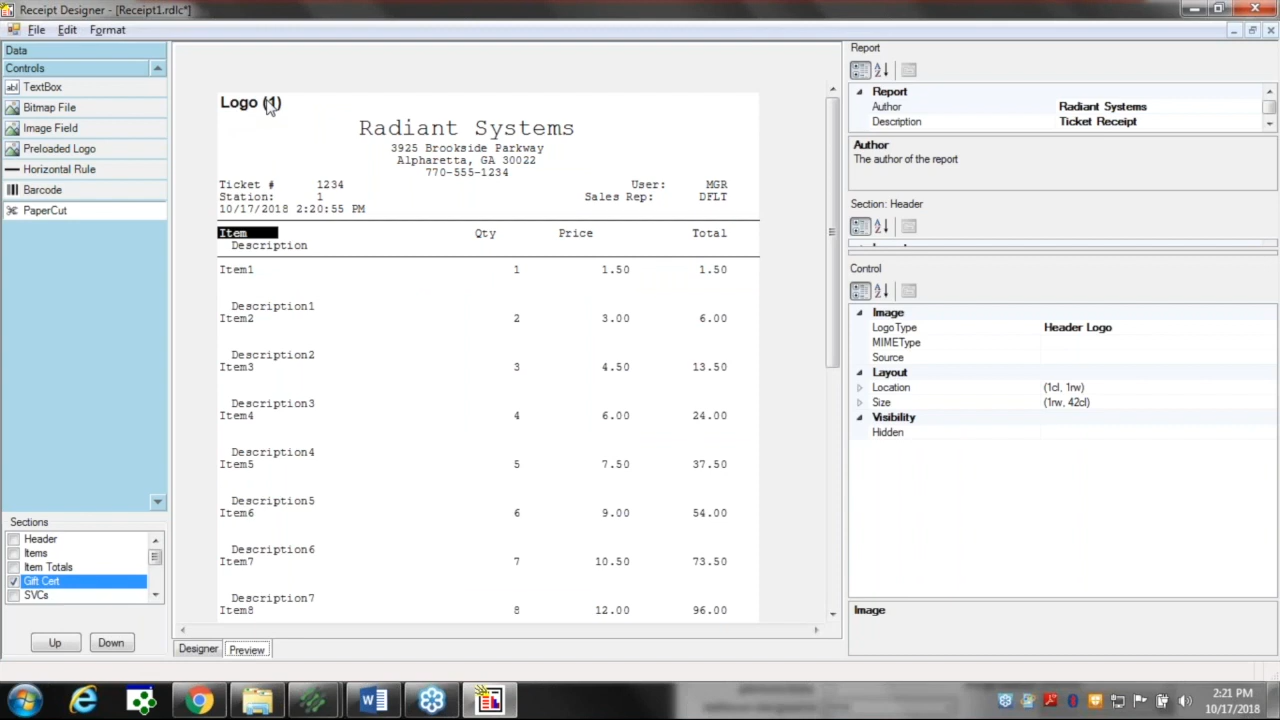 Receipt Designer - [Receipt1.rdlc*]
File Edit Format
Data
Controls
TextBox
Bitmap File
Image Field
Preloaded Logo
Horizontal Rule
Barcode
PaperCut
Sections
Header
Items
Item Totals
Gift Cert
SVCs
Up Down
Logo (1)
Radiant Systems
3925 Brookside Parkway
Alpharetta, GA 30022
770-555-1234
Ticket # 1234 User: MGR
Station: 1 Sales Rep: DFLT
10/17/2018 2:20:55 PM
Item Qty Price Total
Description
Item1 1 1.50 1.50
Description1
Item2 2 3.00 6.00
Description2
Item3 3 4.50 13.50
Description3
Item4 4 6.00 24.00
Description4
Item5 5 7.50 37.50
Description5
Item6 6 9.00 54.00
Description6
Item7 7 10.50 73.50
Description7
Item8 8 12.00 96.00
Designer Preview
Report
Report
Author Radiant Systems
Description Ticket Receipt
Author
The author of the report
Section: Header
Control
Image
LogoType Header Logo
MIMEType
Source
Layout
Location (1cl, 1rw)
Size (1rw, 42cl)
Visibility
Hidden
Image
2:21 PM
10/17/2018